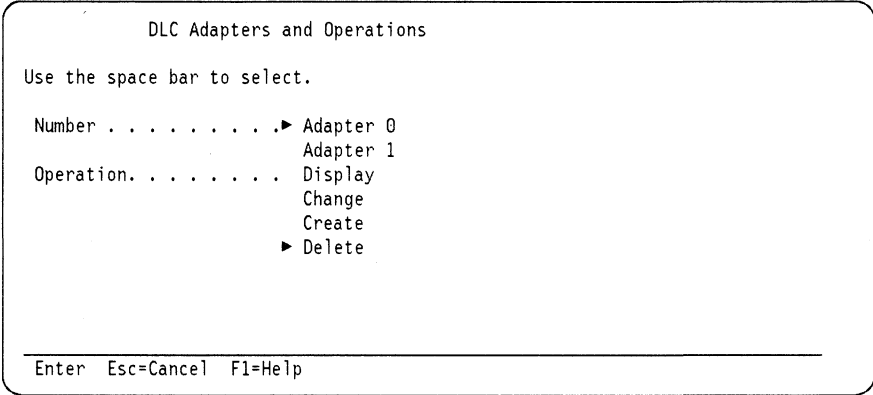 DLC Adapters and Operations
Use the space bar to select.
Number . . . . . . . . .► Adapter 0
Adapter 1
Operation. . . . . . . . Display
Change
Create
► Delete
Enter Esc=Cancel F1=Help